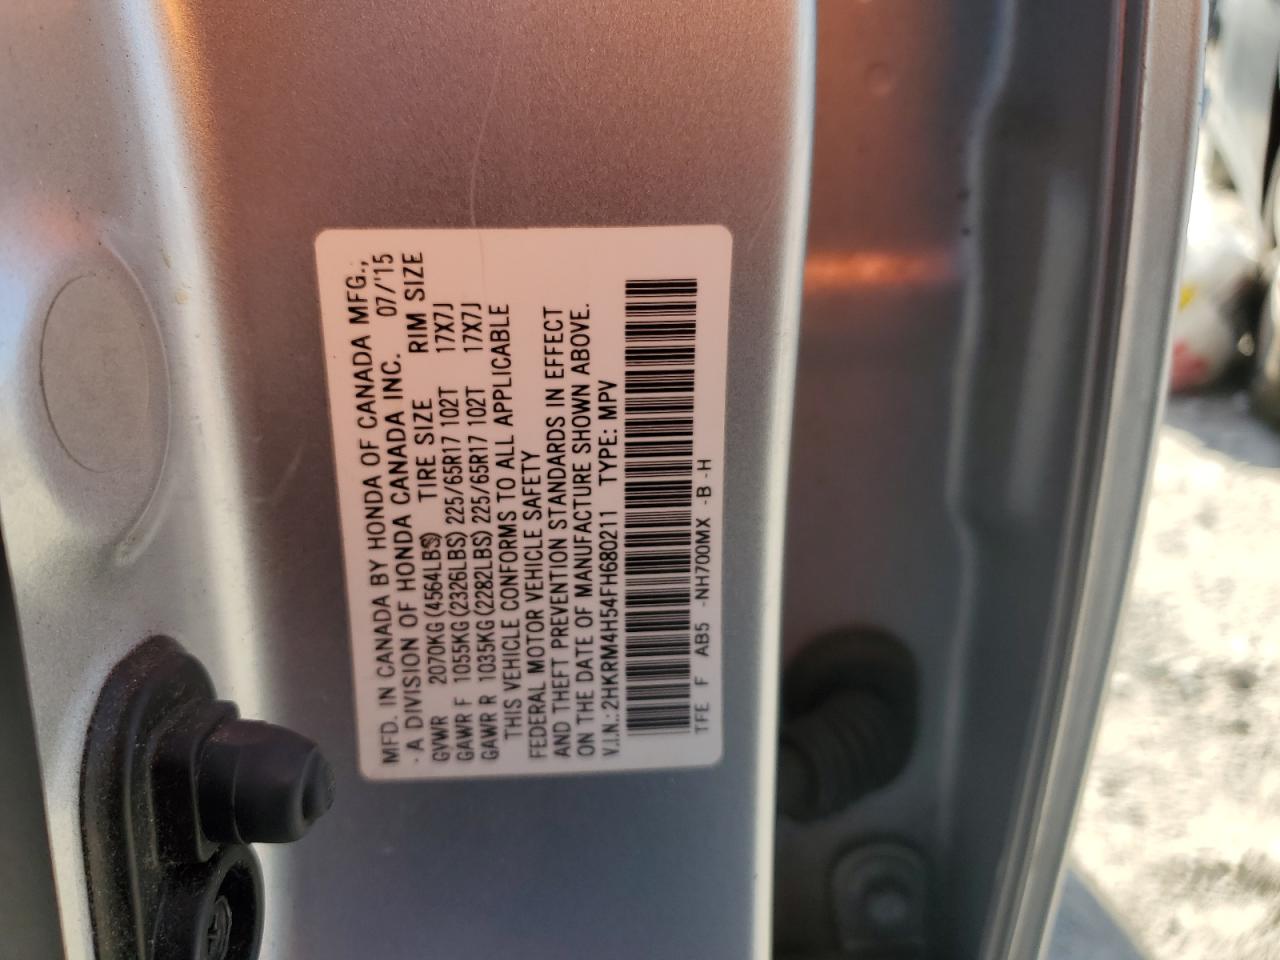 MFD. IN CANADA BY HONDA OF CANADA MFG.,
- A DIVISION OF HONDA CANADA INC. 07/'15
TIRE SIZE RIM SIZE
GVWR 2070KG(4564LBS)
GAWR F 1055KG(2326LBS) 225/65R17 102T 17X7J
GAWR R 1035KG(2282LBS) 225/65R17 102T 17X7J
THIS VEHICLE CONFORMS TO ALL APPLICABLE
FEDERAL MOTOR VEHICLE SAFETY
AND THEFT PREVENTION STANDARDS IN EFFECT
ON THE DATE OF MANUFACTURE SHOWN ABOVE.
V.I.N.:2HKRM4H54FH680211 TYPE: MPV
TFE F AB5 -NH700MX -B -H